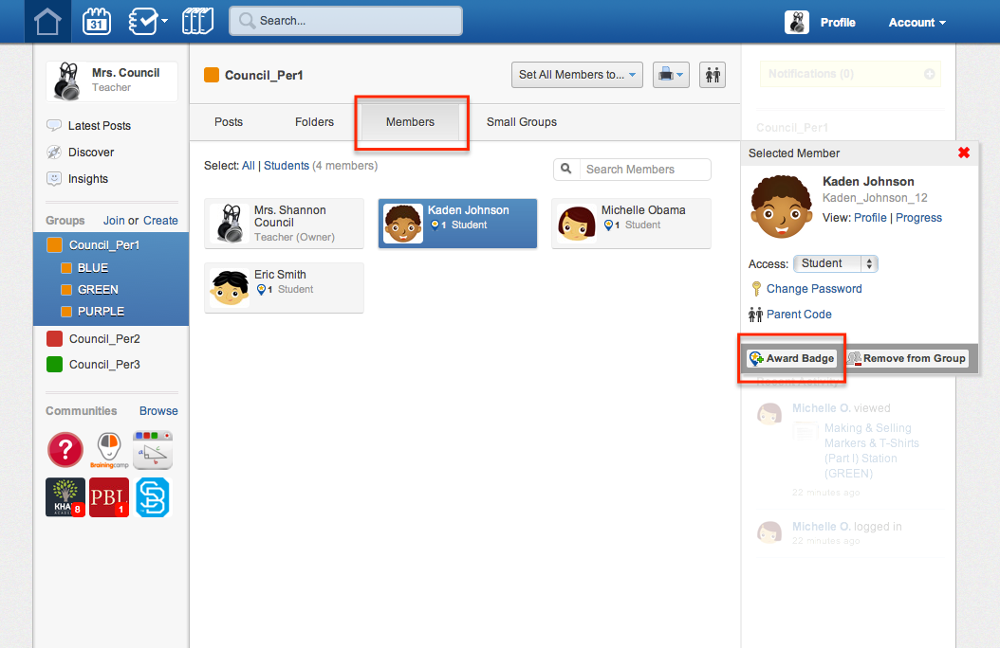 31
Search...
Profile
Account
Mrs. Council
Teacher
Latest Posts
Discover
Insights
Groups Join or Create
Council_Per1
BLUE
GREEN
PURPLE
Council_Per2
Council_Per3
Communities Browse
?
Brainingcamp
a c
b
KHA
8
PBL
1
SB
Council_Per1
Set All Members to...
Posts
Folders
Members
Small Groups
Select: All | Students (4 members)
Search Members
Mrs. Shannon
Council
Teacher (Owner)
Kaden Johnson
1 Student
Michelle Obama
1 Student
Eric Smith
1 Student
Notifications (0)
Council_Per1
Selected Member
Kaden Johnson
Kaden_Johnson_12
View: Profile | Progress
Access: Student
Change Password
Parent Code
Award Badge
Remove from Group
Recent Activity
Michelle O. viewed
Making & Selling
Markers & T-Shirts
(Part I) Station
(GREEN)
22 minutes ago
Michelle O. logged in
22 minutes ago